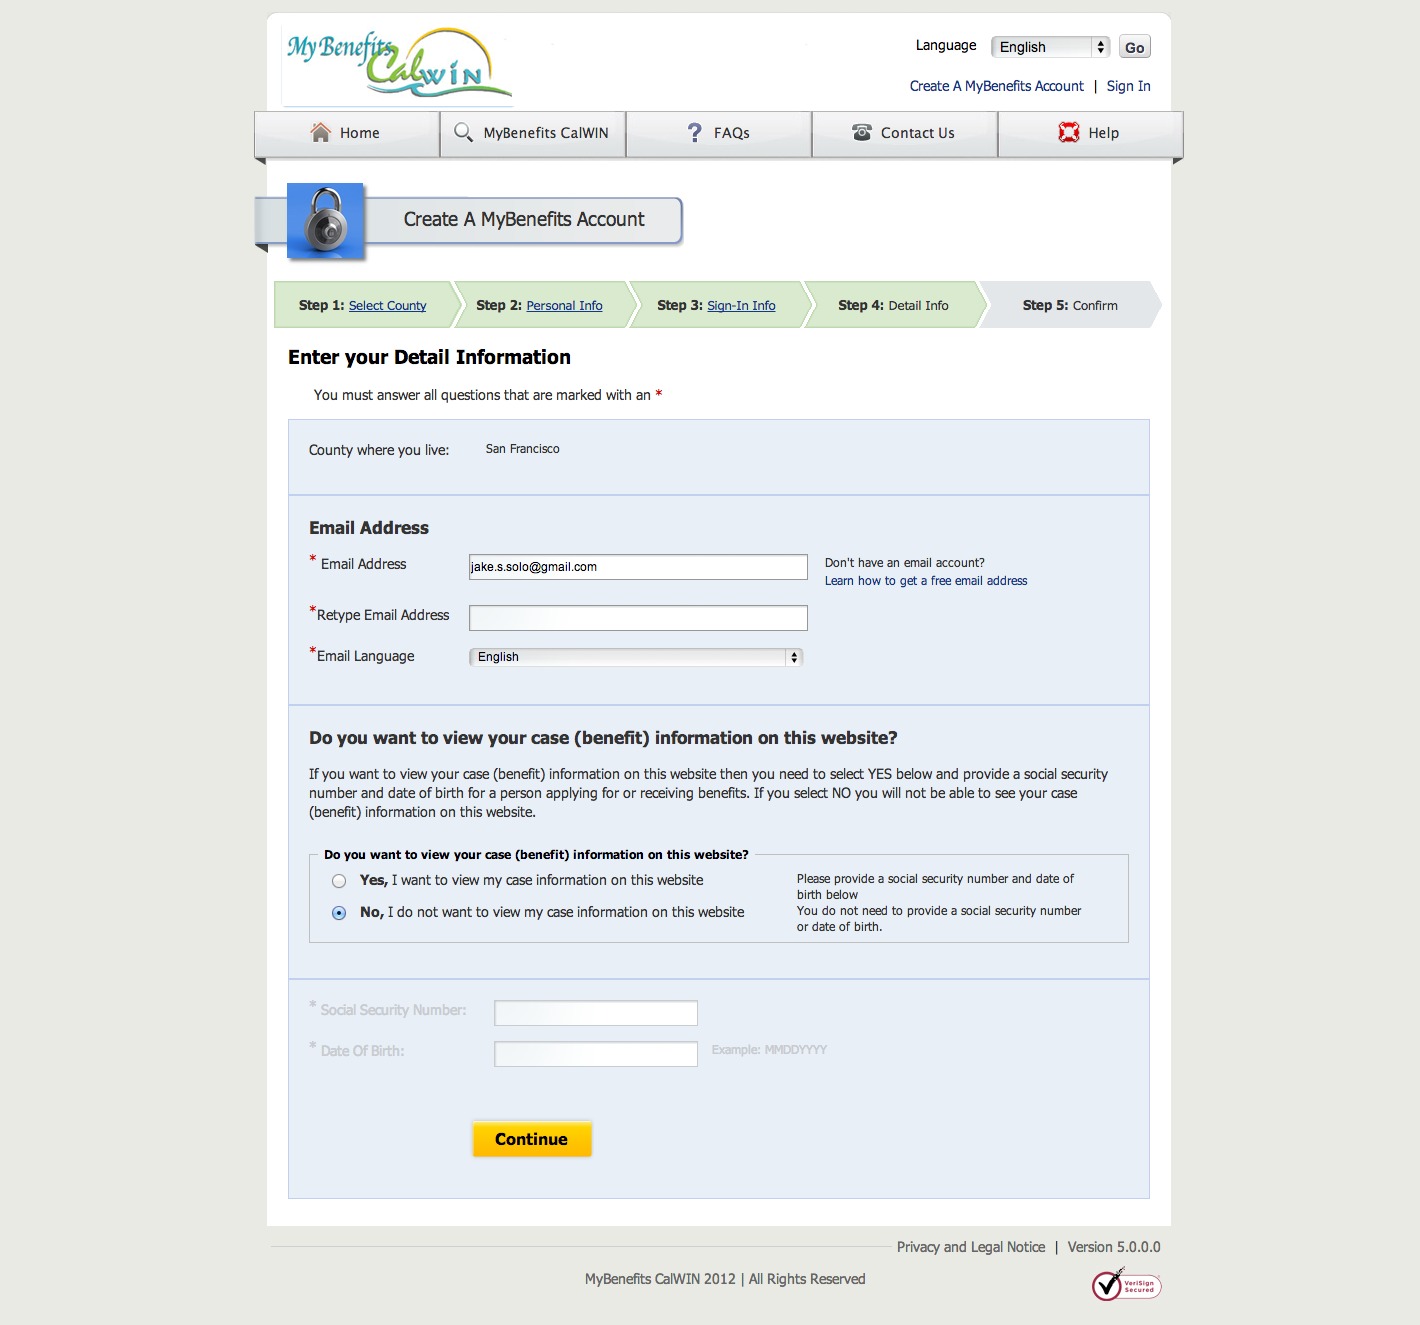 My Benefits
CalWIN
Language English Go
Create A MyBenefits Account | Sign In
Home MyBenefits CalWIN FAQs Contact Us Help
Create A MyBenefits Account
Step 1: Select County Step 2: Personal Info Step 3: Sign-In Info Step 4: Detail Info Step 5: Confirm
Enter your Detail Information
You must answer all questions that are marked with an *
County where you live: San Francisco
Email Address
* Email Address jake.s.solo@gmail.com Don't have an email account?
Learn how to get a free email address
*Retype Email Address
*Email Language English
Do you want to view your case (benefit) information on this website?
If you want to view your case (benefit) information on this website then you need to select YES below and provide a social security
number and date of birth for a person applying for or receiving benefits. If you select NO you will not be able to see your case
(benefit) information on this website.
Do you want to view your case (benefit) information on this website?
Yes, I want to view my case information on this website Please provide a social security number and date of
birth below
No, I do not want to view my case information on this website You do not need to provide a social security number
or date of birth.
* Social Security Number:
* Date Of Birth: Example: MMDDYYYY
Continue
Privacy and Legal Notice | Version 5.0.0.0
MyBenefits CalWIN 2012 | All Rights Reserved
VeriSign
Secured